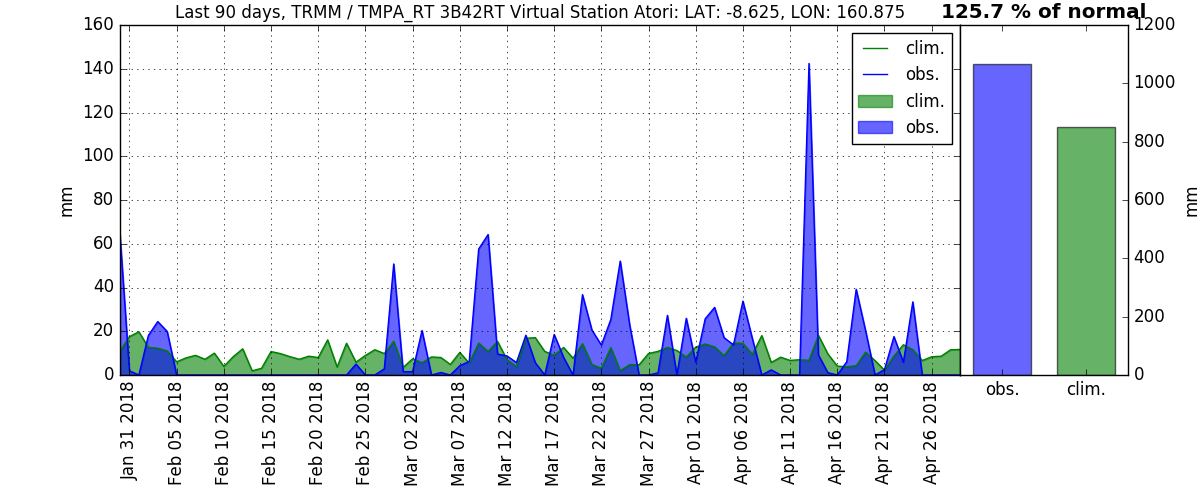 Last 90 days, TRMM / TMPA_RT 3B42RT Virtual Station Atori: LAT: -8.625, LON: 160.875
125.7 % of normal
160
140
120
100
80
60
40
20
0
mm
clim.
obs.
clim.
obs.
Jan 31 2018
Feb 05 2018
Feb 10 2018
Feb 15 2018
Feb 20 2018
Feb 25 2018
Mar 02 2018
Mar 07 2018
Mar 12 2018
Mar 17 2018
Mar 22 2018
Mar 27 2018
Apr 01 2018
Apr 06 2018
Apr 11 2018
Apr 16 2018
Apr 21 2018
Apr 26 2018
1200
1000
800
600
400
200
0
mm
obs. clim.